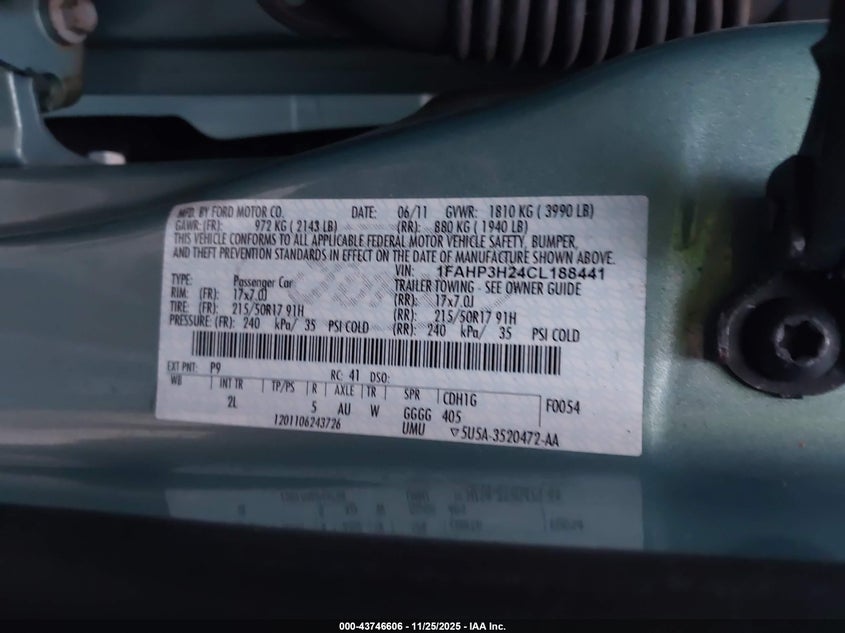 MFD. BY FORD MOTOR CO. DATE: 06/11 GVWR: 1810 KG ( 3990 LB)
GAWR: (FR): 972 KG ( 2143 LB) (RR): 880 KG ( 1940 LB)
THIS VEHICLE CONFORMS TO ALL APPLICABLE FEDERAL MOTOR VEHICLE SAFETY, BUMPER,
AND THEFT PREVENTION STANDARDS IN EFFECT ON THE DATE OF MANUFACTURE SHOWN ABOVE.
VIN: 1FAHP3H24CL188441
TYPE: Passenger Car TRAILER TOWING - SEE OWNER GUIDE
RIM: (FR): 17x7.0J (RR): 17x7.0J
TIRE: (FR): 215/50R17 91H (RR): 215/50R17 91H
PRESSURE: (FR): 240 kPa/ 35 PSI COLD (RR): 240 kPa/ 35 PSI COLD
EXT PNT: P9 RC: 41 DSO:
WB INT TR TP/PS R AXLE TR SPR CDH1G F0054
2L 5 AU W GGGG 405
1201106243726 UMU 5U5A-3520472-AA
000-43746606 - 11/25/2025 - IAA Inc.